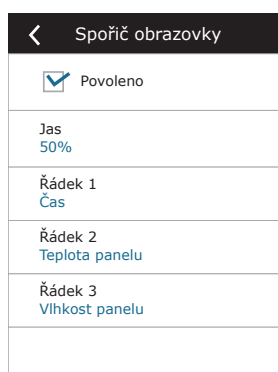 Spořič obrazovky
Povoleno
Jas
50%
Řádek 1
Čas
Řádek 2
Teplota panelu
Řádek 3
Vlhkost panelu